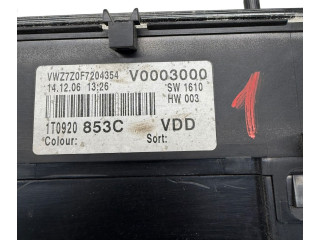 VWZ7Z0F7204354 V0003000
14.12.06 13:26 SW 1610
HW 003
1T0920 853C VDD
Colour: Sort:
1